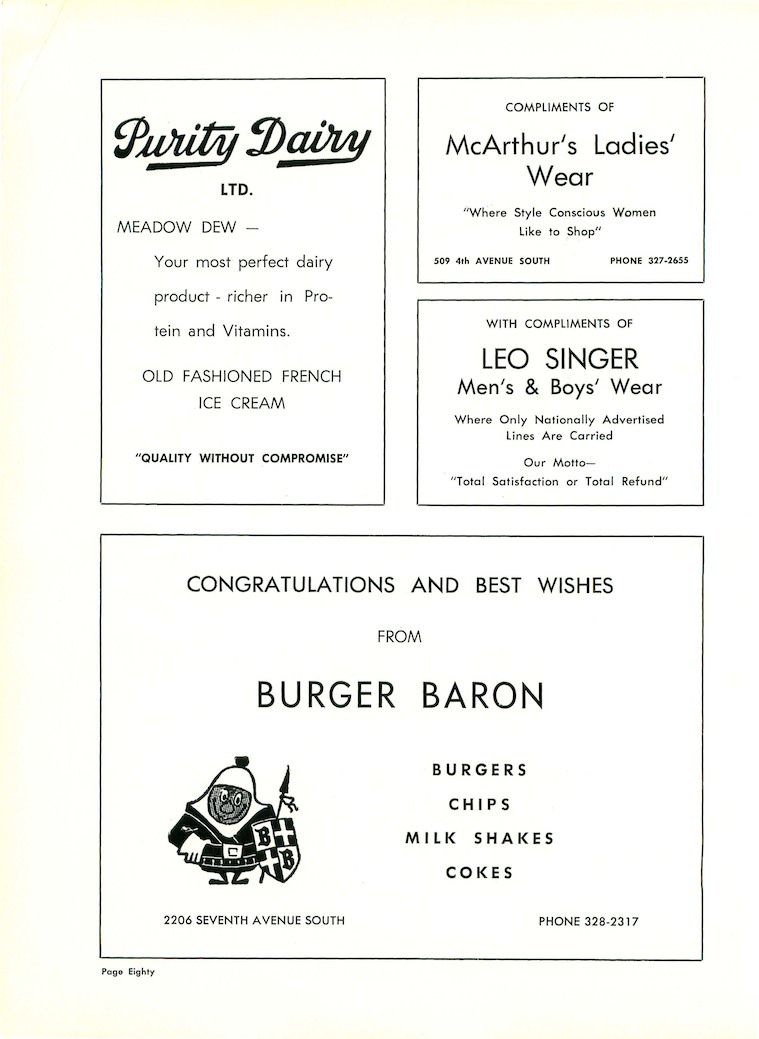 Purity Dairy
LTD.
MEADOW DEW —
Your most perfect dairy
product - richer in Pro-
tein and Vitamins.
OLD FASHIONED FRENCH
ICE CREAM
"QUALITY WITHOUT COMPROMISE"
COMPLIMENTS OF
McArthur's Ladies'
Wear
"Where Style Conscious Women
Like to Shop"
509 4th AVENUE SOUTH PHONE 327-2655
WITH COMPLIMENTS OF
LEO SINGER
Men's & Boys' Wear
Where Only Nationally Advertised
Lines Are Carried
Our Motto—
"Total Satisfaction or Total Refund"
CONGRATULATIONS AND BEST WISHES
FROM
BURGER BARON
BURGERS
CHIPS
MILK SHAKES
COKES
B
B
2206 SEVENTH AVENUE SOUTH PHONE 328-2317
Page Eighty